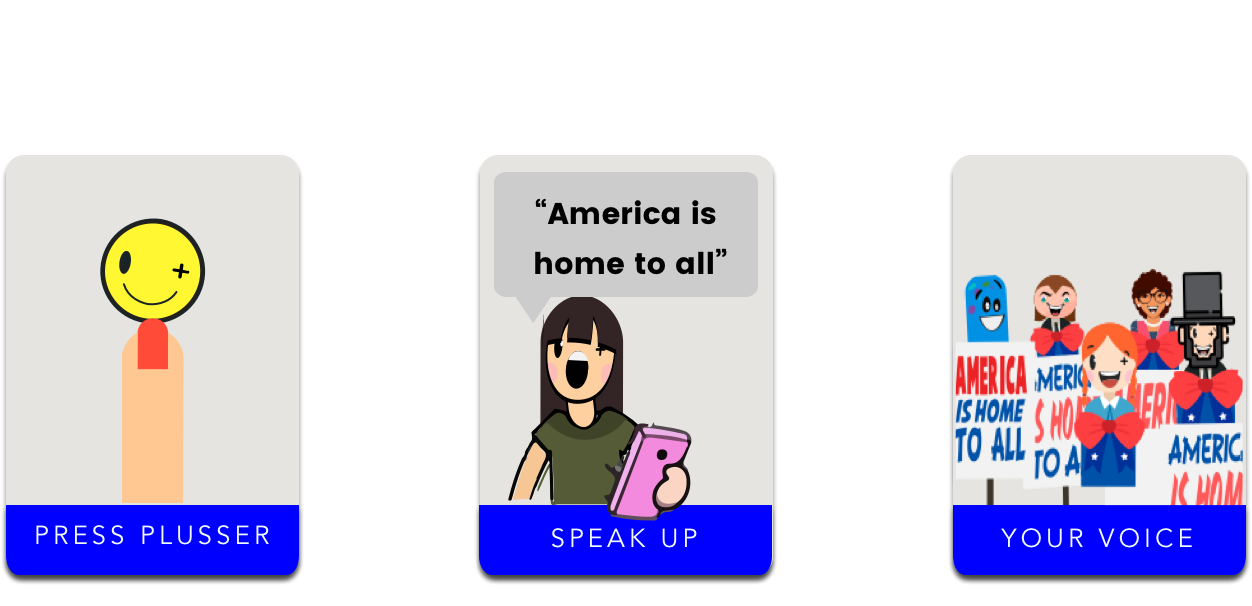 “America is
home to all”
AMERICA
IS HOME
TO ALL
AMERIC
S HO
TO A
MERI
AMERIC
IS HOM
PRESS PLUSSER
SPEAK UP
YOUR VOICE